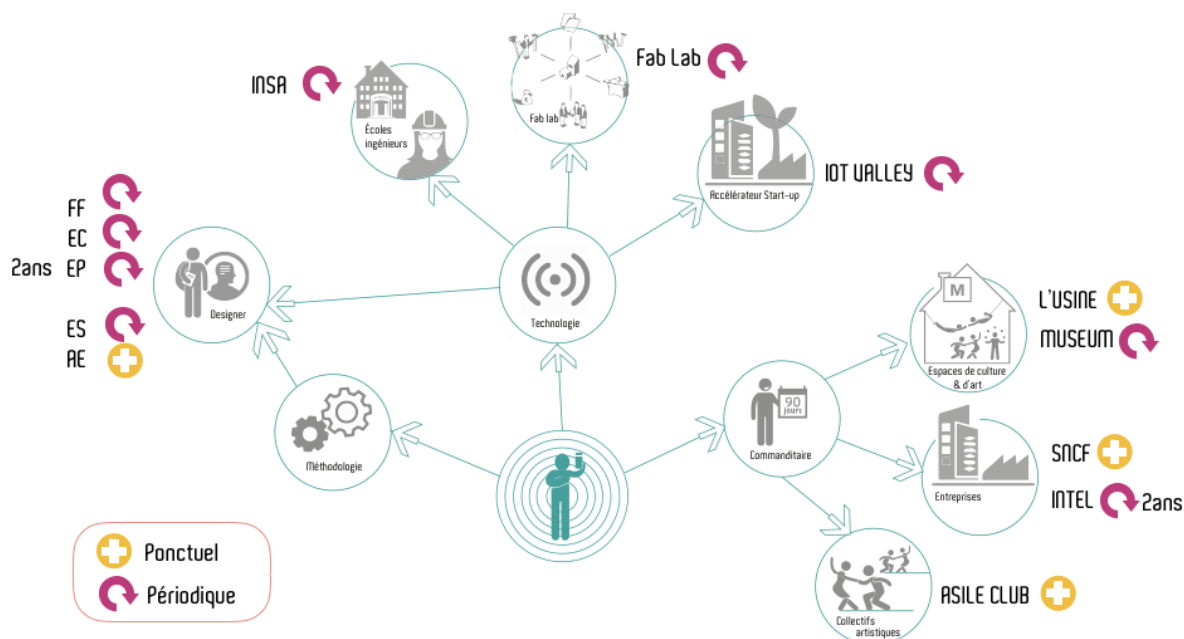 INSA
Écoles
ingénieurs
Fab lab
Fab Lab
Accélérateur Start-up
IOT VALLEY
FF
EC
2ans EP
ES
AE
Designer
Technologie
Méthodologie
90
jours
Commanditaire
M
Espaces de culture
& d'art
L'USINE
MUSEUM
Entreprises
SNCF
INTEL 2ans
Collectifs
artistiques
ASILE CLUB
Ponctuel
Périodique